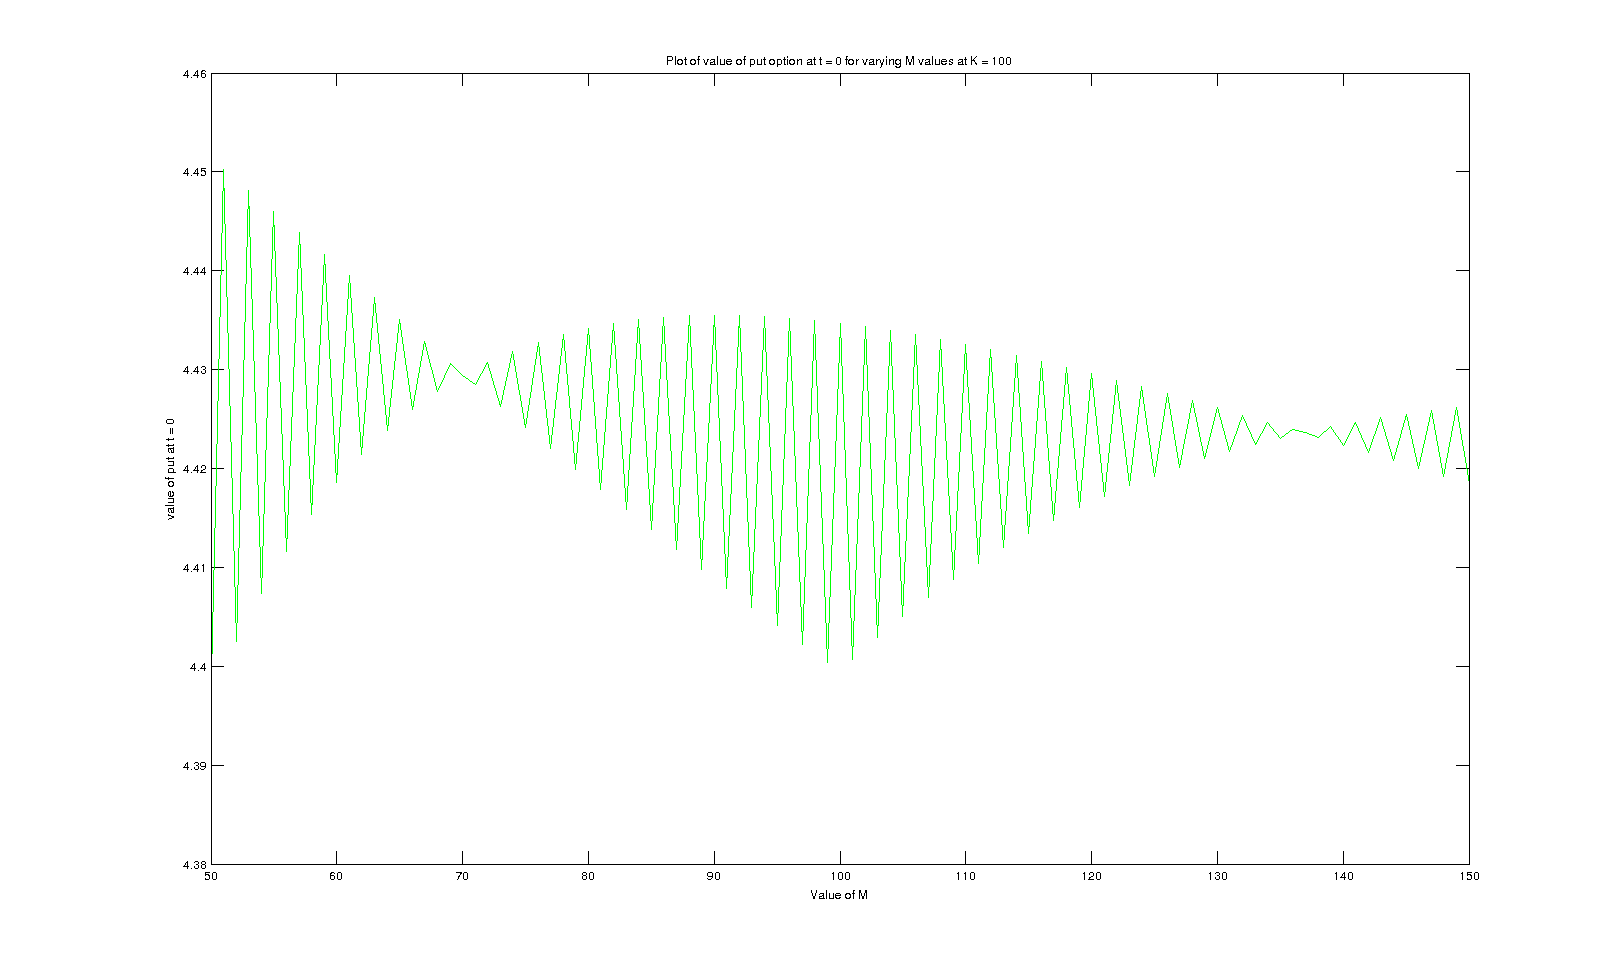 Plot of value of put option at t = 0 for varying M values at K = 100
4.46
4.45
4.44
4.43
4.42
4.41
4.4
4.39
4.38
value of put at t = 0
50 60 70 80 90 100 110 120 130 140 150
Value of M